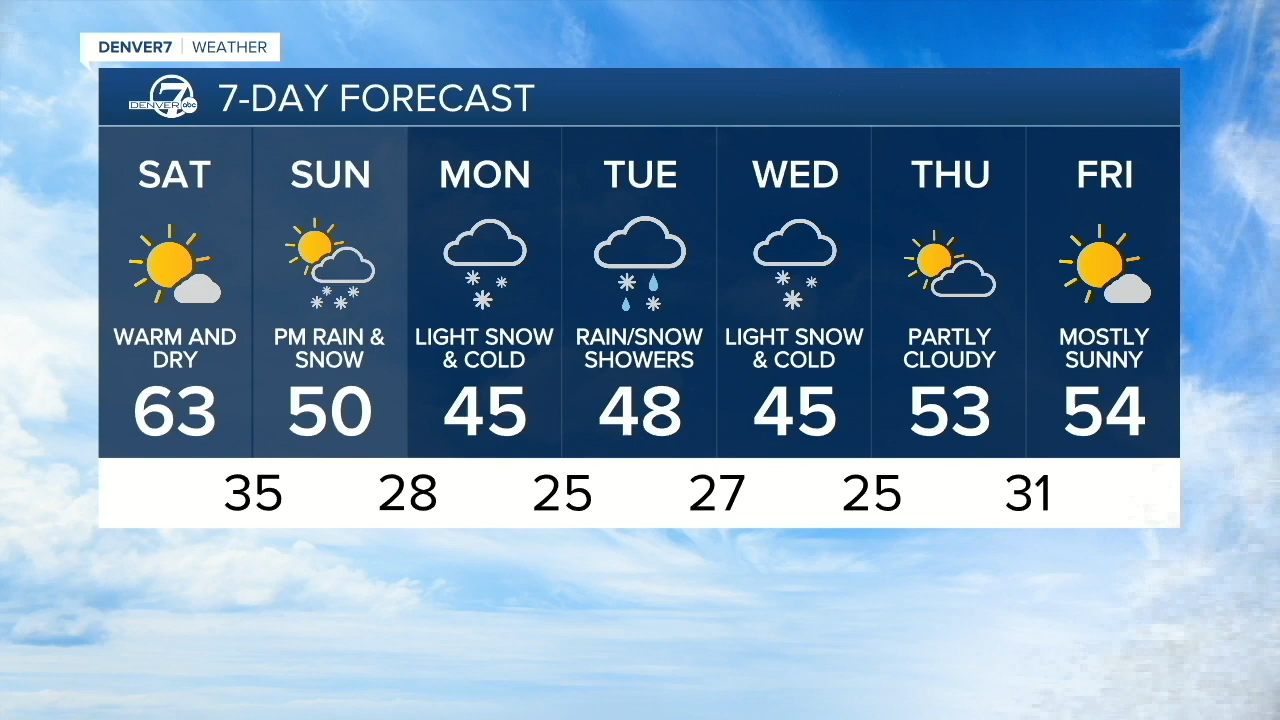 DENVER7 | WEATHER
7 DENVER abc
7-DAY FORECAST
SAT SUN MON TUE WED THU FRI
WARM AND DRY
PM RAIN & SNOW
LIGHT SNOW & COLD
RAIN/SNOW SHOWERS
LIGHT SNOW & COLD
PARTLY CLOUDY
MOSTLY SUNNY
63 50 45 48 45 53 54
35 28 25 27 25 31